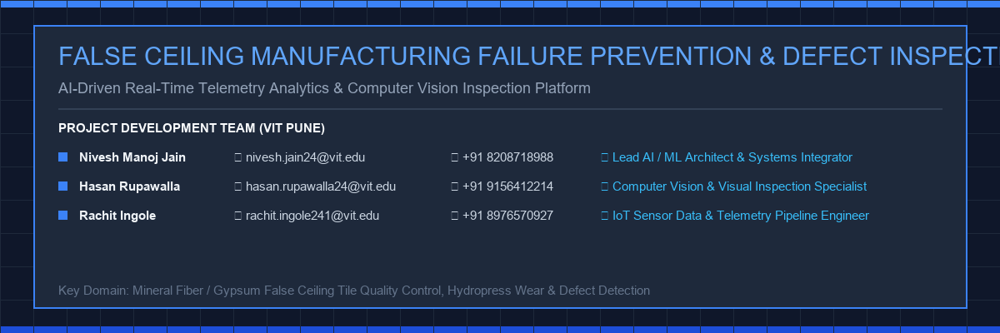 FALSE CEILING MANUFACTURING FAILURE PREVENTION & DEFECT INSPECT
AI-Driven Real-Time Telemetry Analytics & Computer Vision Inspection Platform
PROJECT DEVELOPMENT TEAM (VIT PUNE)
Nivesh Manoj Jain nivesh.jain24@vit.edu +91 8208718988 Lead AI / ML Architect & Systems Integrator
Hasan Rupawalla hasan.rupawalla24@vit.edu +91 9156412214 Computer Vision & Visual Inspection Specialist
Rachit Ingole rachit.ingole241@vit.edu +91 8976570927 IoT Sensor Data & Telemetry Pipeline Engineer
Key Domain: Mineral Fiber / Gypsum False Ceiling Tile Quality Control, Hydropress Wear & Defect Detection